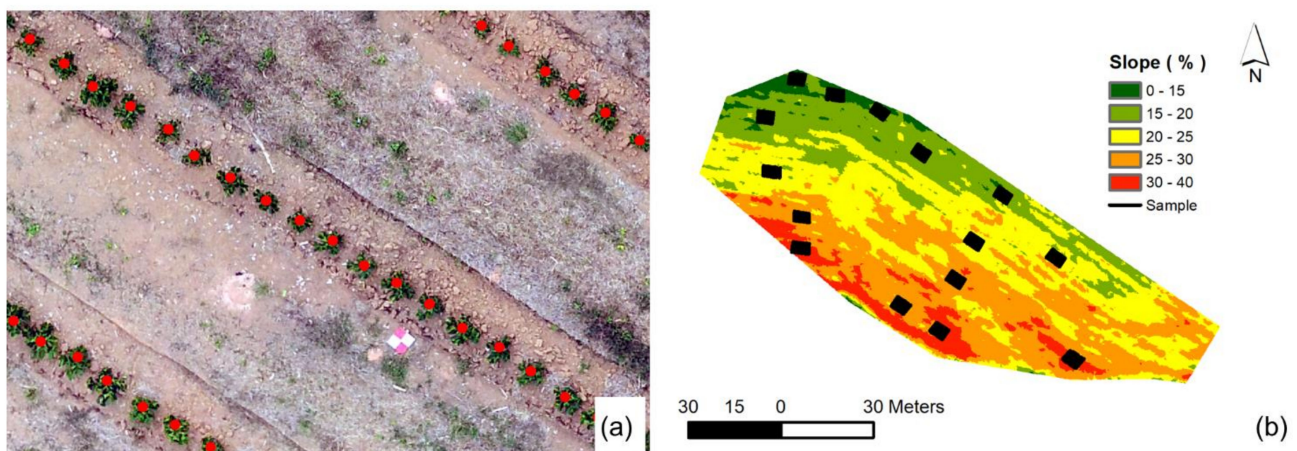 (a)
Slope ( % )
0 - 15
15 - 20
20 - 25
25 - 30
30 - 40
Sample
N
30 15 0 30 Meters
(b)